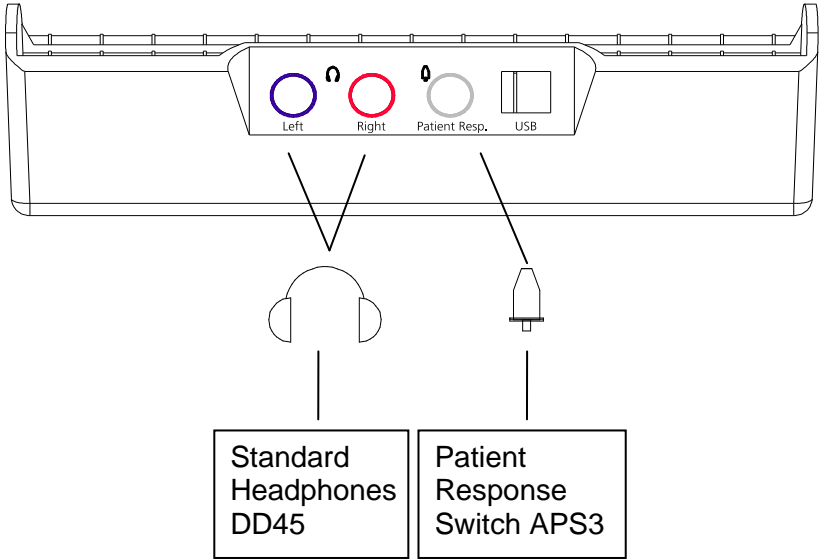 Left Right Patient Resp. USB
Standard
Headphones
DD45
Patient
Response
Switch APS3